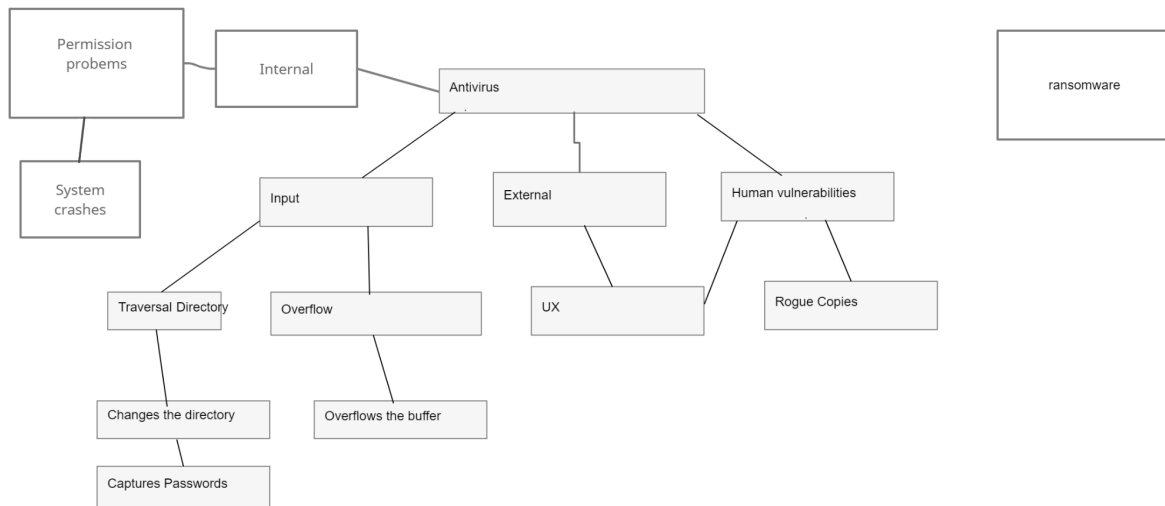 Permission
probems
Internal
Antivirus
ransomware
System
crashes
Input
External
Human vulnerabilities
Traversal Directory
Overflow
UX
Rogue Copies
Changes the directory
Overflows the buffer
Captures Passwords